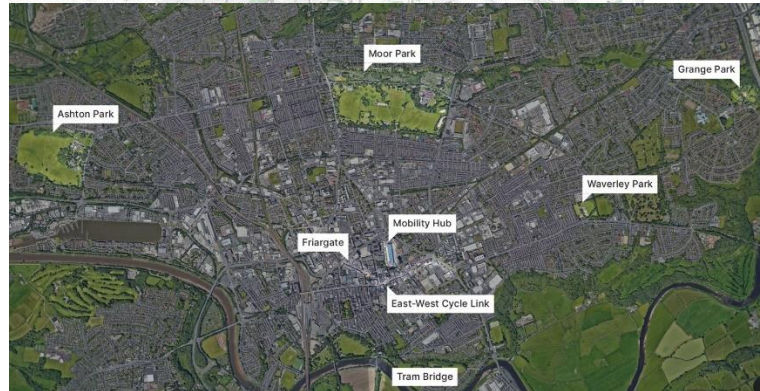 Moor Park
Grange Park
Ashton Park
Waverley Park
Mobility Hub
Friargate
East-West Cycle Link
Tram Bridge